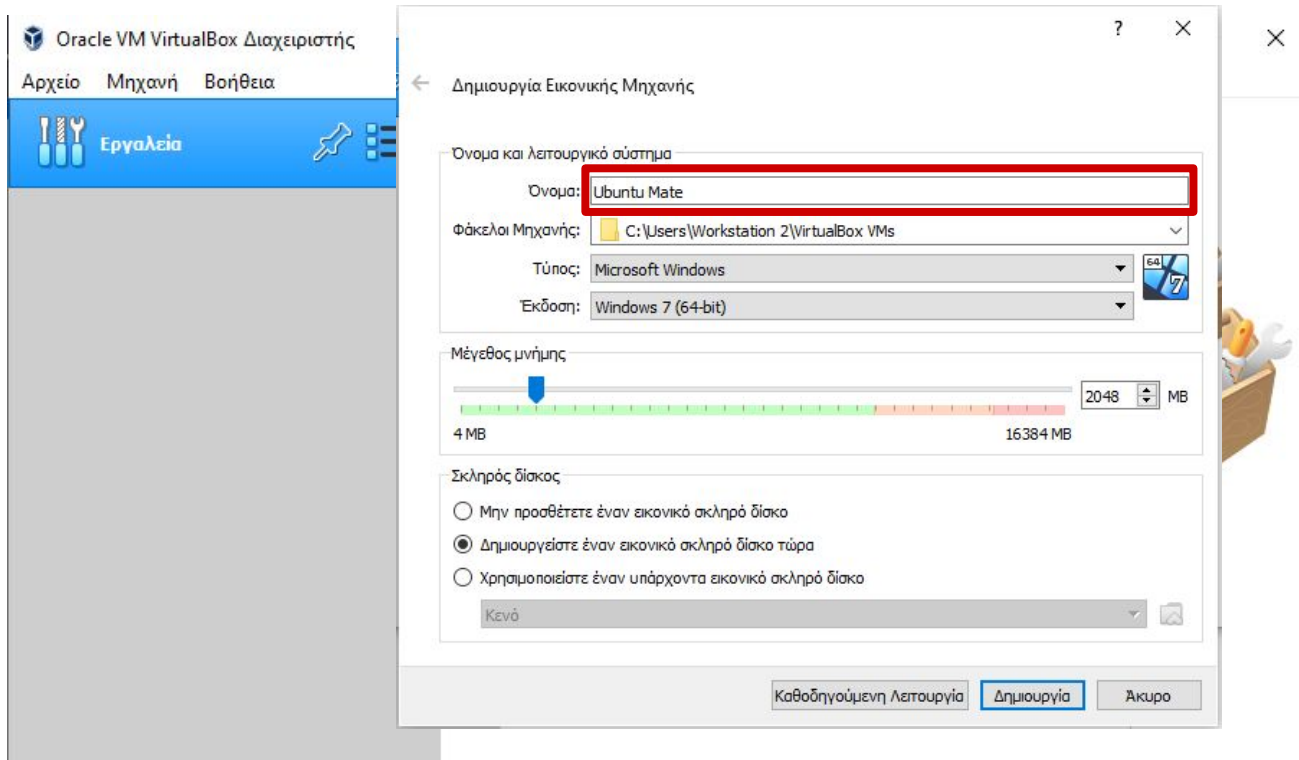 Oracle VM VirtualBox Διαχειριστής
Αρχείο Μηχανή Βοήθεια
Εργαλεία
?
Δημιουργία Εικονικής Μηχανής
Όνομα και λειτουργικό σύστημα
Όνομα: Ubuntu Mate
Φάκελοι Μηχανής: C:\Users\Workstation 2\VirtualBox VMs
Τύπος: Microsoft Windows
64
7
Έκδοση: Windows 7 (64-bit)
Μέγεθος μνήμης
2048 MB
4 MB 16384 MB
Σκληρός δίσκος
Μην προσθέτετε έναν εικονικό σκληρό δίσκο
Δημιουργείστε έναν εικονικό σκληρό δίσκο τώρα
Χρησιμοποιείστε έναν υπάρχοντα εικονικό σκληρό δίσκο
Κενό
Καθοδηγούμενη Λειτουργία Δημιουργία Άκυρο